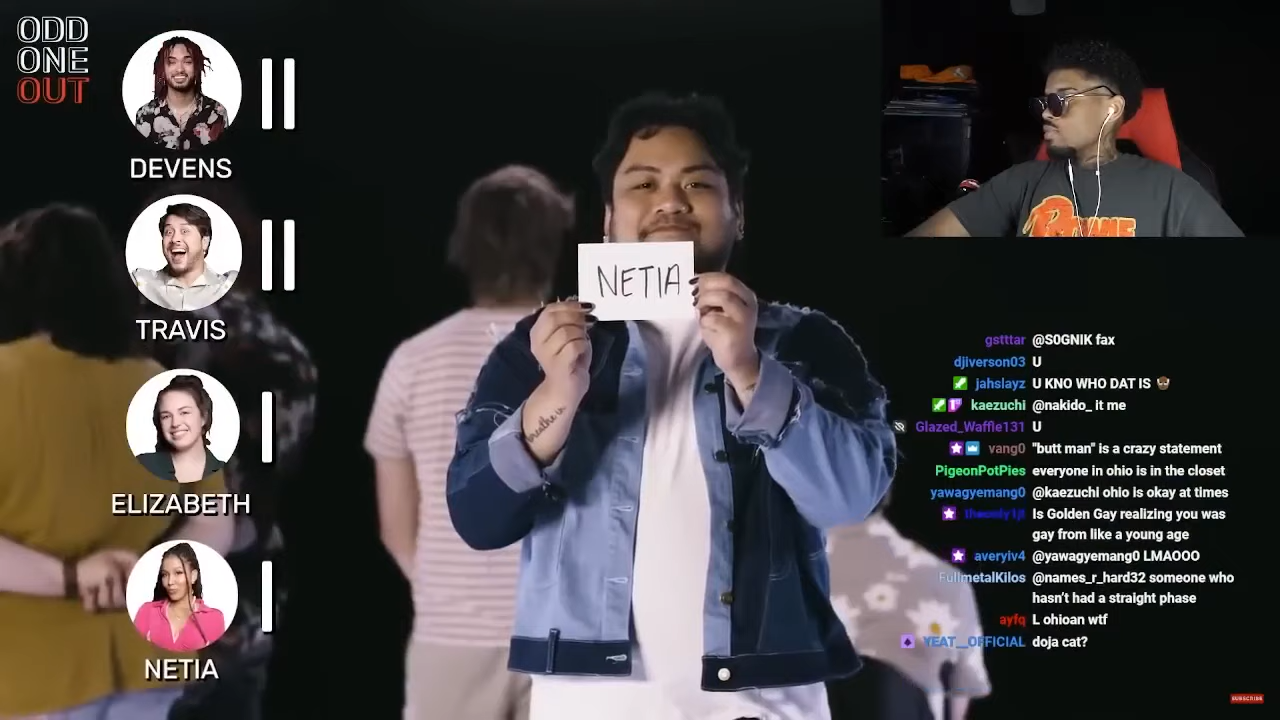 ODD
ONE
OUT
DEVENS
TRAVIS
ELIZABETH
NETIA
NETIA
breathe in
gstttar @S0GNIK fax
djiverson03 U
jahslayz U KNO WHO DAT IS
kaezuchi @nakido_ it me
Glazed_Waffle131 U
vang0 "butt man" is a crazy statement
PigeonPotPies everyone in ohio is in the closet
yawagyemang0 @kaezuchi ohio is okay at times
Is Golden Gay realizing you was
gay from like a young age
averyiv4 @yawagyemang0 LMAOOO
FullmetalKilos @names_r_hard32 someone who
hasn't had a straight phase
ayfq L ohioan wtf
YEAT__OFFICIAL doja cat?
SUBSCRIBE